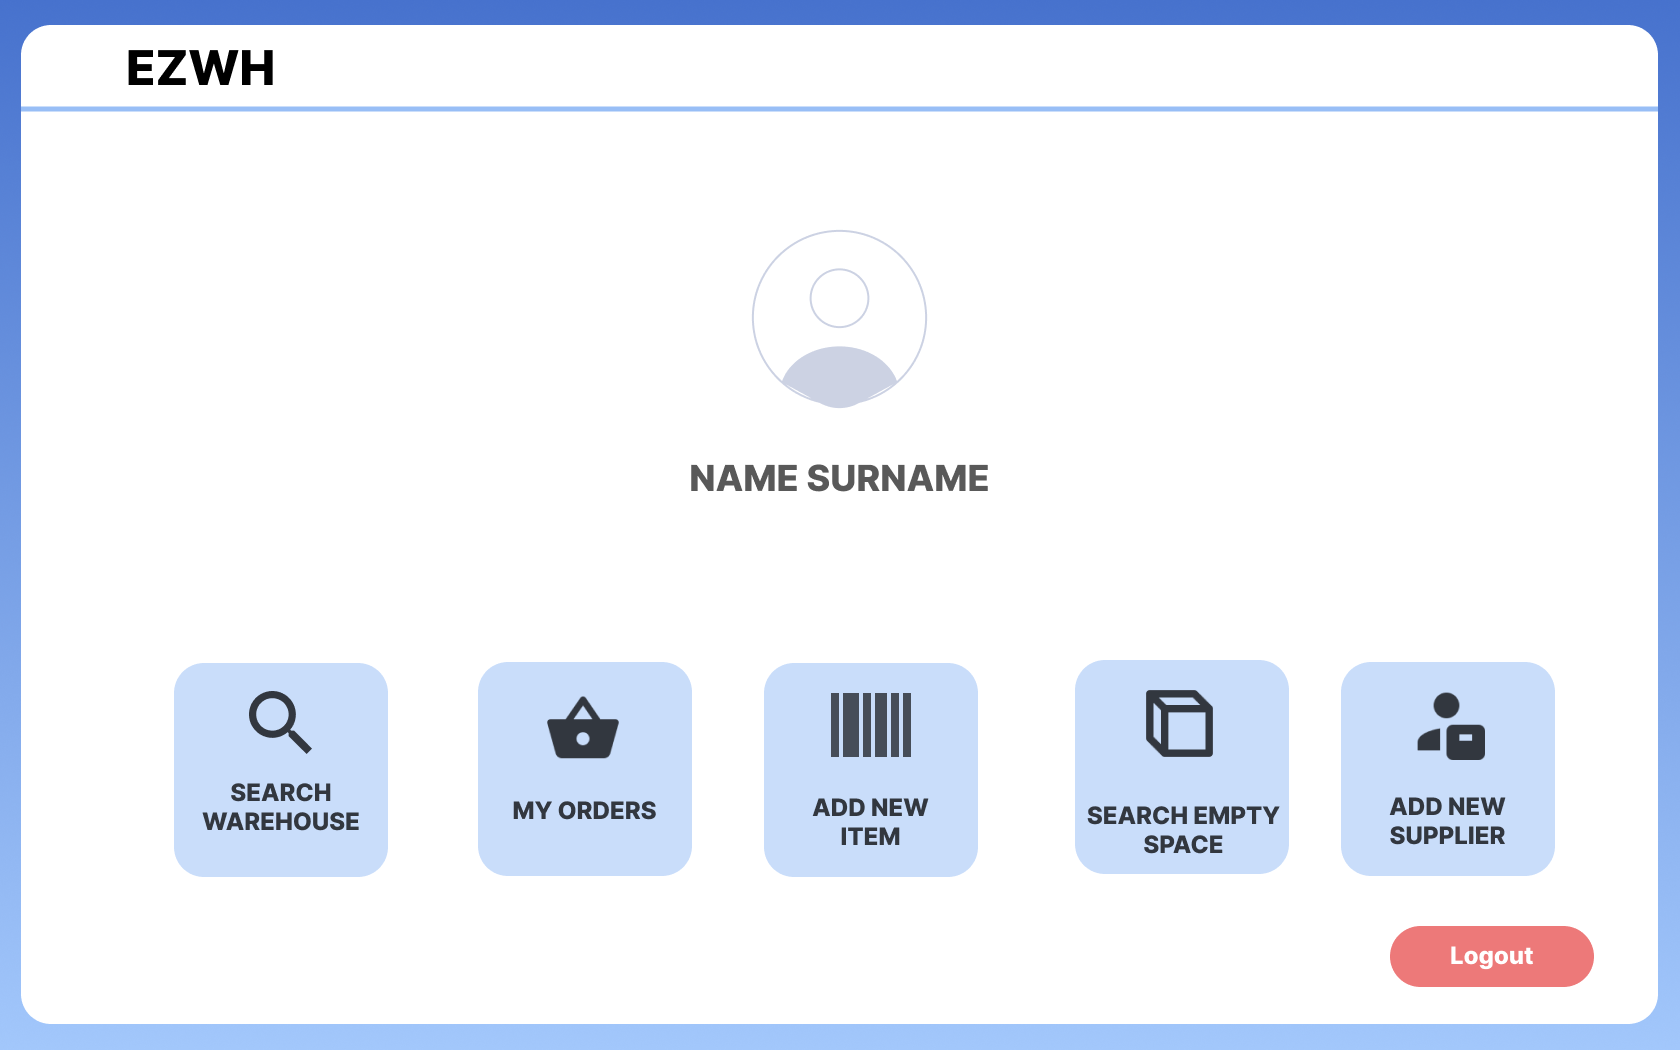 EZWH
NAME SURNAME
SEARCH
WAREHOUSE
MY ORDERS
ADD NEW
ITEM
SEARCH EMPTY
SPACE
ADD NEW
SUPPLIER
Logout